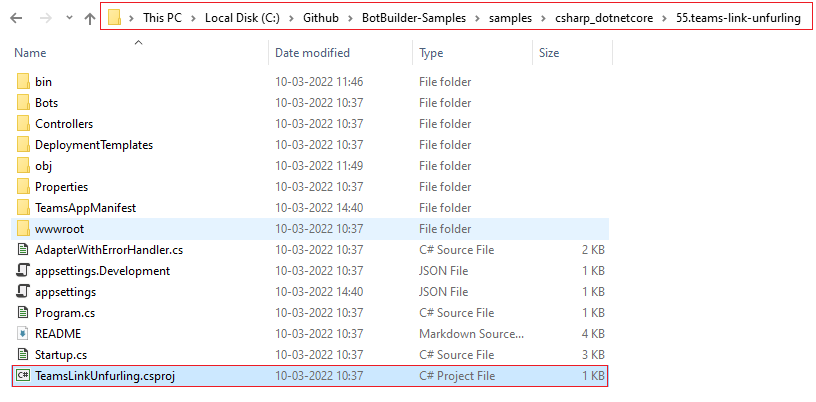 This PC > Local Disk (C:) > Github > BotBuilder-Samples > samples > csharp_dotnetcore > 55.teams-link-unfurling
Name Date modified Type Size
bin 10-03-2022 11:46 File folder
Bots 10-03-2022 10:37 File folder
Controllers 10-03-2022 10:37 File folder
DeploymentTemplates 10-03-2022 10:37 File folder
obj 10-03-2022 11:49 File folder
Properties 10-03-2022 10:37 File folder
TeamsAppManifest 10-03-2022 14:40 File folder
wwwroot 10-03-2022 10:37 File folder
AdapterWithErrorHandler.cs 10-03-2022 10:37 C# Source File 2 KB
appsettings.Development 10-03-2022 10:37 JSON File 1 KB
appsettings 10-03-2022 14:40 JSON File 1 KB
Program.cs 10-03-2022 10:37 C# Source File 1 KB
README 10-03-2022 10:37 Markdown Source... 4 KB
Startup.cs 10-03-2022 10:37 C# Source File 3 KB
C# TeamsLinkUnfurling.csproj 10-03-2022 10:37 C# Project File 1 KB